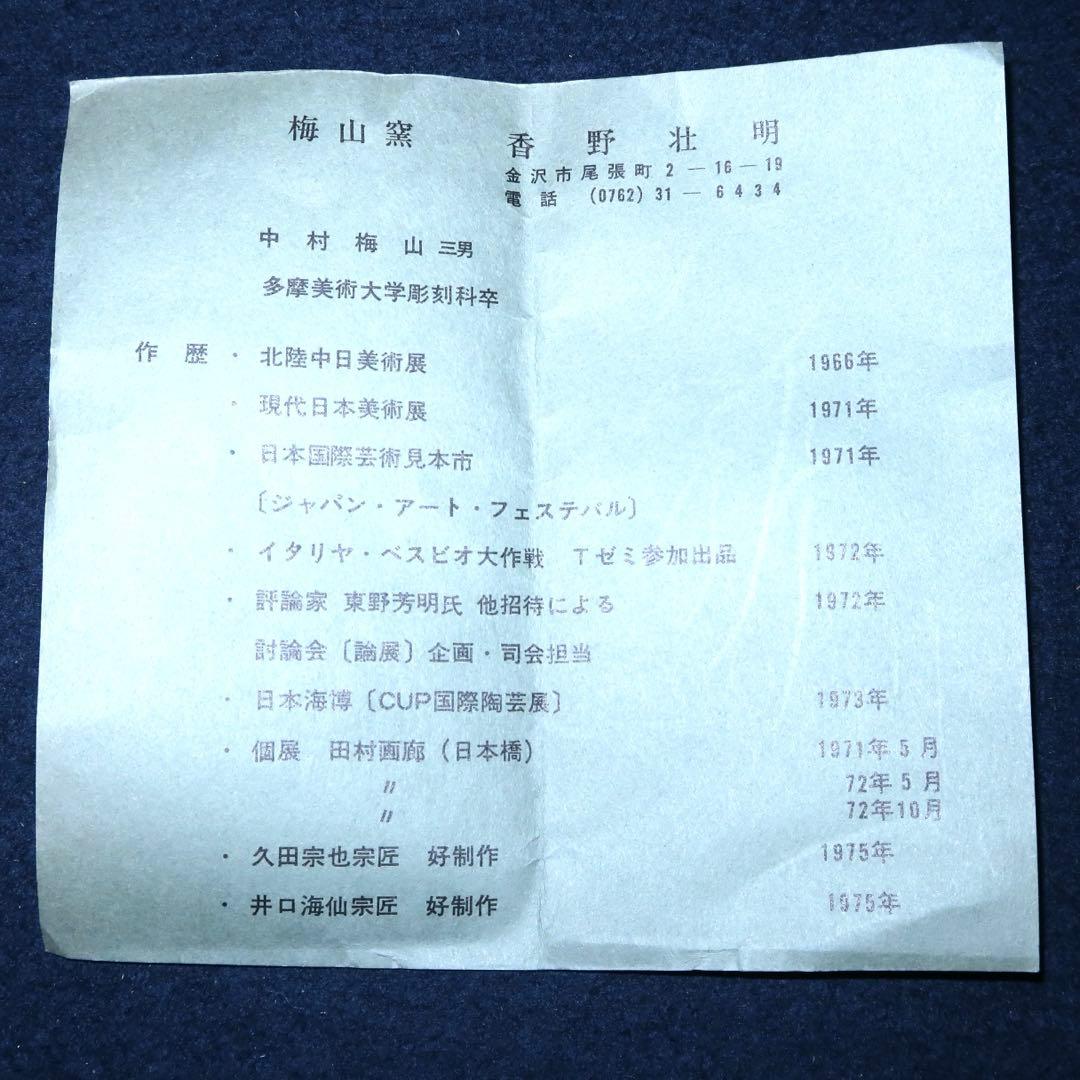 梅山窯　香野壮明
金沢市尾張町2―16―19
電話 (0762)31―6434
中村梅山三男
多摩美術大学彫刻科卒
作歴・北陸中日美術展　1966年
・現代日本美術展　1971年
・日本国際芸術見本市　1971年
〔ジャパン・アート・フェステバル〕
・イタリヤ・ベスビオ大作戦　Tゼミ参加出品　1972年
・評論家 東野芳明氏 他招待による　1972年
討論会〔論展〕企画・司会担当
・日本海博〔CUP国際陶芸展〕　1973年
・個展　田村画廊（日本橋）　1971年5月
〃　72年5月
〃　72年10月
・久田宗也宗匠　好制作　1975年
・井口海仙宗匠　好制作　1975年